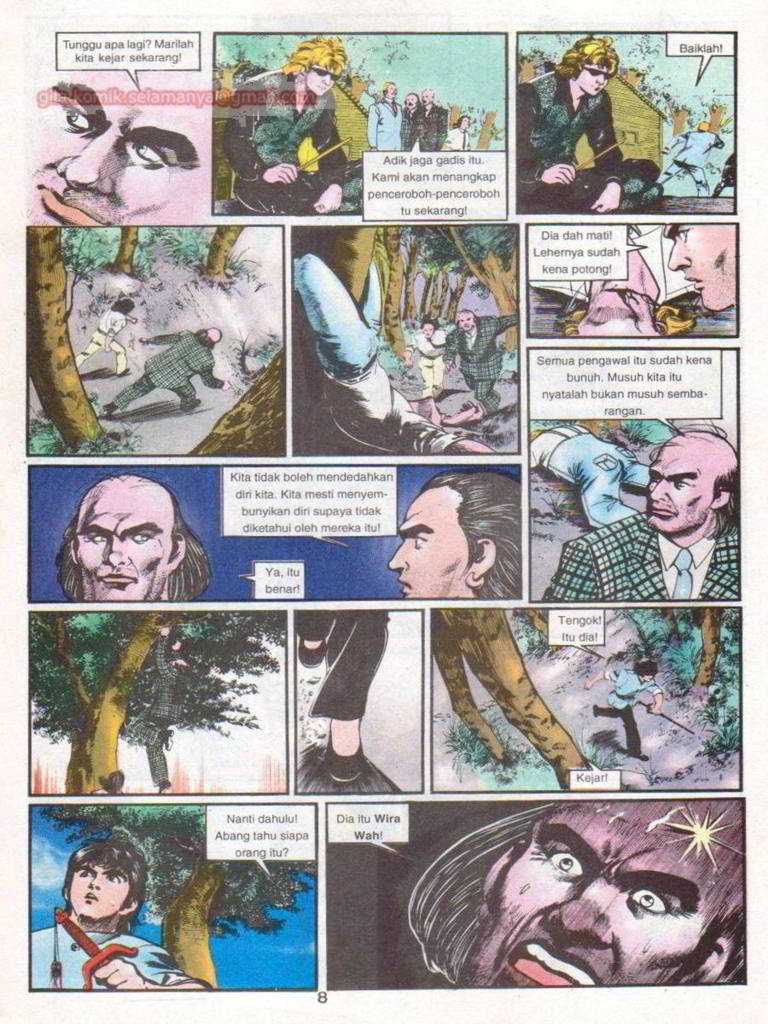 Tunggu apa lagi? Marilah
kita kejar sekarang!
gila.komik.selamanya@gmail.com
Adik jaga gadis itu.
Kami akan menangkap
penceroboh-penceroboh
tu sekarang!
Baiklah!
Dia dah mati!
Lehernya sudah
kena potong!
Semua pengawal itu sudah kena
bunuh. Musuh kita itu
nyatalah bukan musuh semba-
rangan.
Kita tidak boleh mendedahkan
diri kita. Kita mesti menyem-
bunyikan diri supaya tidak
diketahui oleh mereka itu!
Ya, itu
benar!
Tengok!
Itu dia!
Kejar!
Nanti dahulu!
Abang tahu siapa
orang itu?
Dia itu Wira
Wah!
8